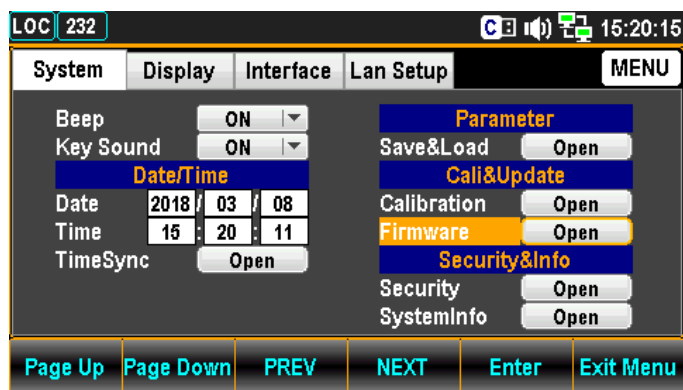 LOC 232 C 15:20:15
System Display Interface Lan Setup MENU
Beep ON
Key Sound ON
Date/Time
Date 2018 / 03 / 08
Time 15 : 20 : 11
TimeSync Open
Parameter
Save&Load Open
Cali&Update
Calibration Open
Firmware Open
Security&Info
Security Open
SystemInfo Open
Page Up Page Down PREV NEXT Enter Exit Menu